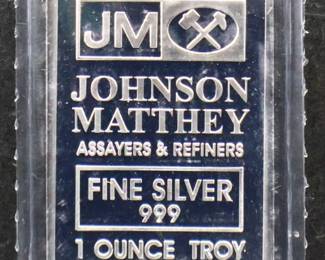 JM
JOHNSON
MATTHEY
ASSAYERS & REFINERS
FINE SILVER
999
1 OUNCE TROY